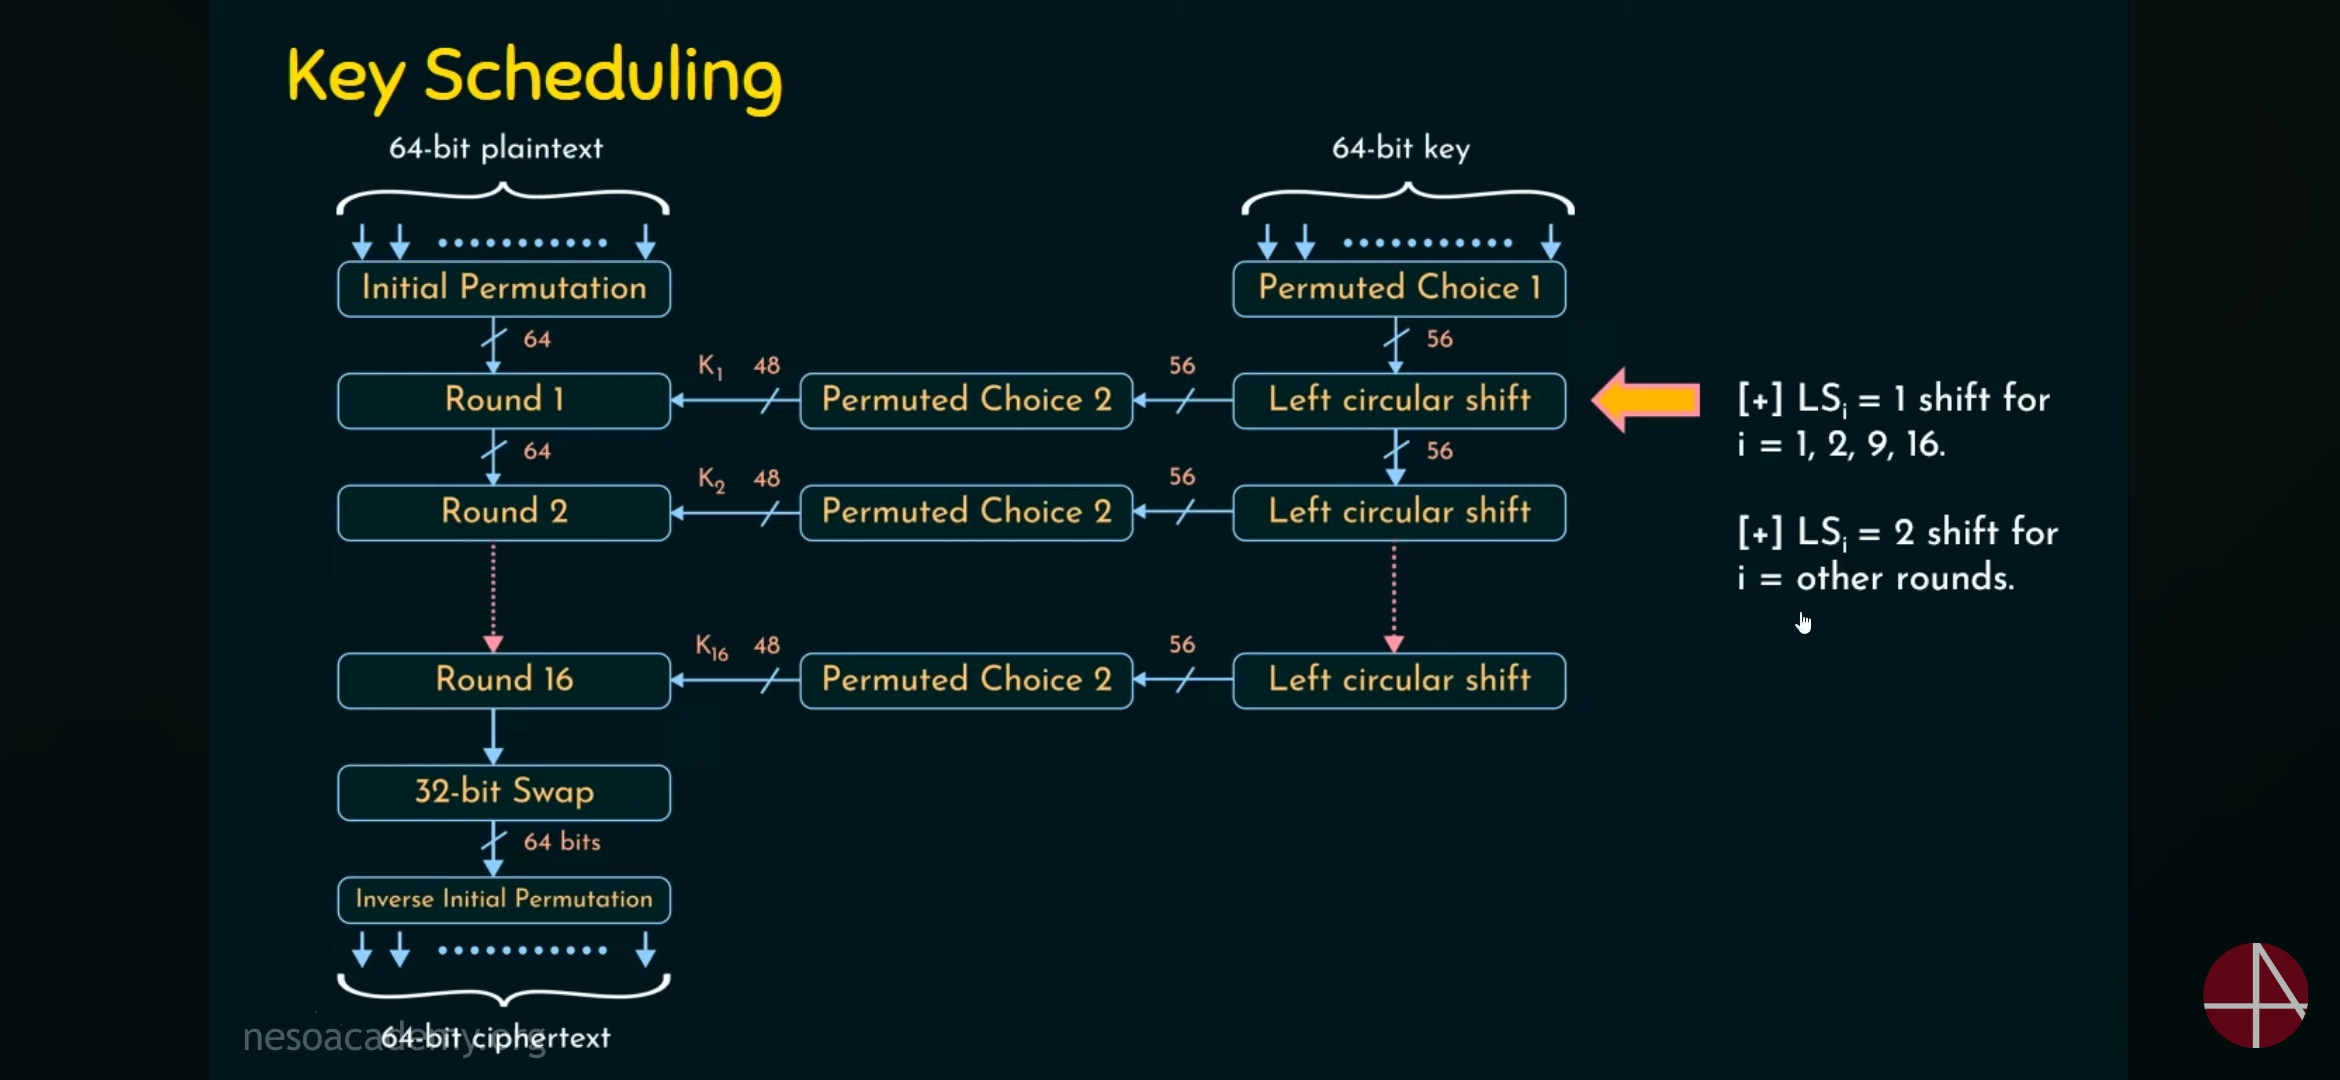 Key Scheduling
64-bit plaintext
64-bit key
Initial Permutation
Permuted Choice 1
64
56
K₁ 48
56
Round 1
Permuted Choice 2
Left circular shift
[+] LSᵢ = 1 shift for
i = 1, 2, 9, 16.
64
56
K₂ 48
56
Round 2
Permuted Choice 2
Left circular shift
[+] LSᵢ = 2 shift for
i = other rounds.
K₁₆ 48
56
Round 16
Permuted Choice 2
Left circular shift
32-bit Swap
64 bits
Inverse Initial Permutation
64-bit ciphertext
nesoacademy.org